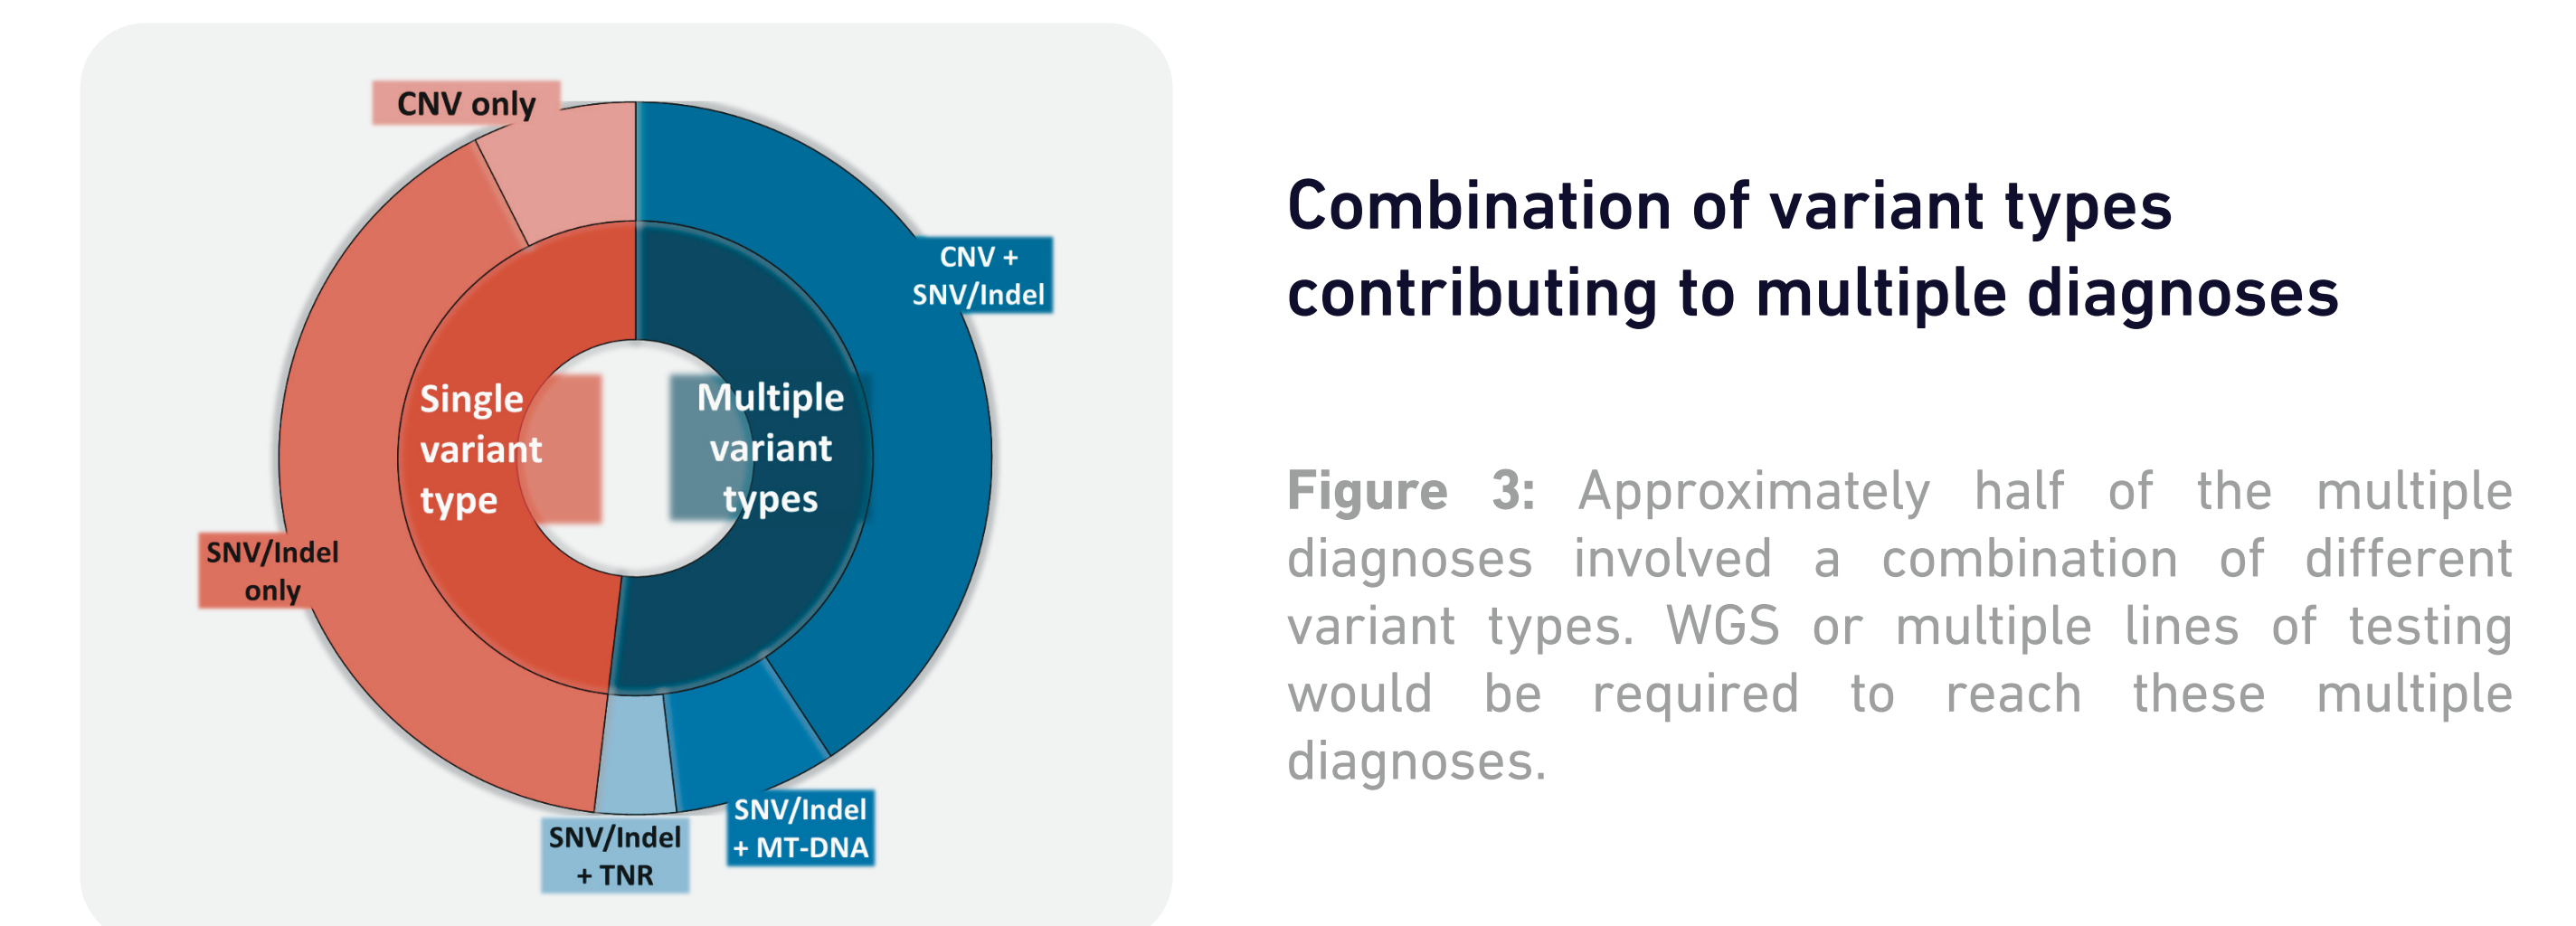 CNV only
CNV +
SNV/Indel
Single
variant
type
Multiple
variant
types
SNV/Indel
only
SNV/Indel
+ MT-DNA
SNV/Indel
+ TNR
Combination of variant types
contributing to multiple diagnoses
Figure 3: Approximately half of the multiple
diagnoses involved a combination of different
variant types. WGS or multiple lines of testing
would be required to reach these multiple
diagnoses.